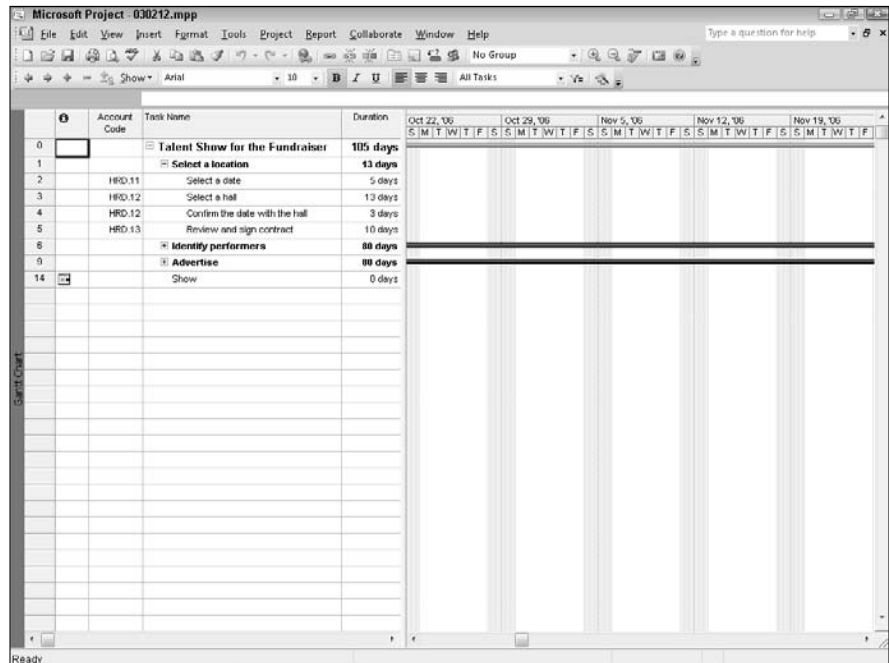 Microsoft Project - 030212.mpp
File Edit View Insert Format Tools Project Report Collaborate Window Help
Type a question for help
No Group
Show Arial 10 B I U All Tasks
Account Code Task Name Duration
Oct 22, '06 Oct 29, '06 Nov 5, '06 Nov 12, '06 Nov 19, '06
S M T W T F S S M T W T F S S M T W T F S S M T W T F S S M T W T F
0 Talent Show for the Fundraiser 105 days
1 Select a location 13 days
2 HRD.11 Select a date 5 days
3 HRD.12 Select a hall 13 days
4 HRD.12 Confirm the date with the hall 3 days
5 HRD.13 Review and sign contract 10 days
6 Identify performers 80 days
9 Advertise days
14 Show 0 days
Gantt Chart
Ready